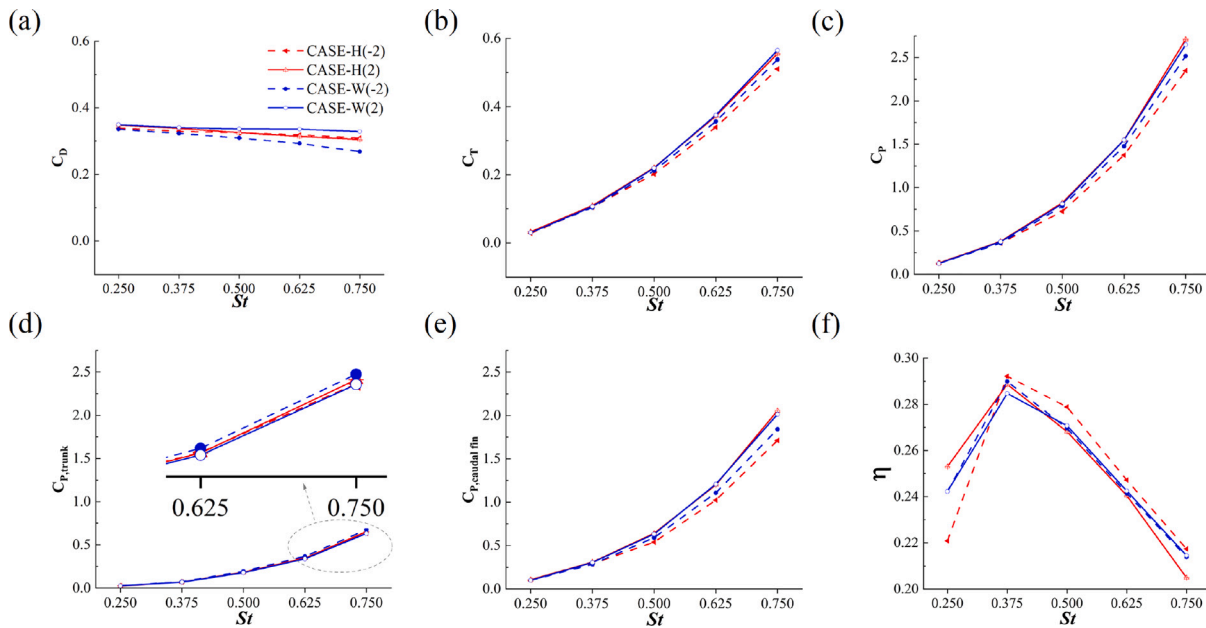 (a)
0.6
0.4
0.2
0.0
C_D
0.250 0.375 0.500 0.625 0.750
St
CASE-H(-2)
CASE-H(2)
CASE-W(-2)
CASE-W(2)
(b)
0.6
0.4
0.2
0.0
C_T
0.250 0.375 0.500 0.625 0.750
St
(c)
2.5
2.0
1.5
1.0
0.5
0.0
C_P
0.250 0.375 0.500 0.625 0.750
St
(d)
2.5
2.0
1.5
1.0
0.5
0.0
C_P,trunk
0.625 0.750
0.250 0.375 0.500 0.625 0.750
St
(e)
2.5
2.0
1.5
1.0
0.5
0.0
C_P,caudal fin
0.250 0.375 0.500 0.625 0.750
St
(f)
0.30
0.28
0.26
0.24
0.22
0.20
η
0.250 0.375 0.500 0.625 0.750
St